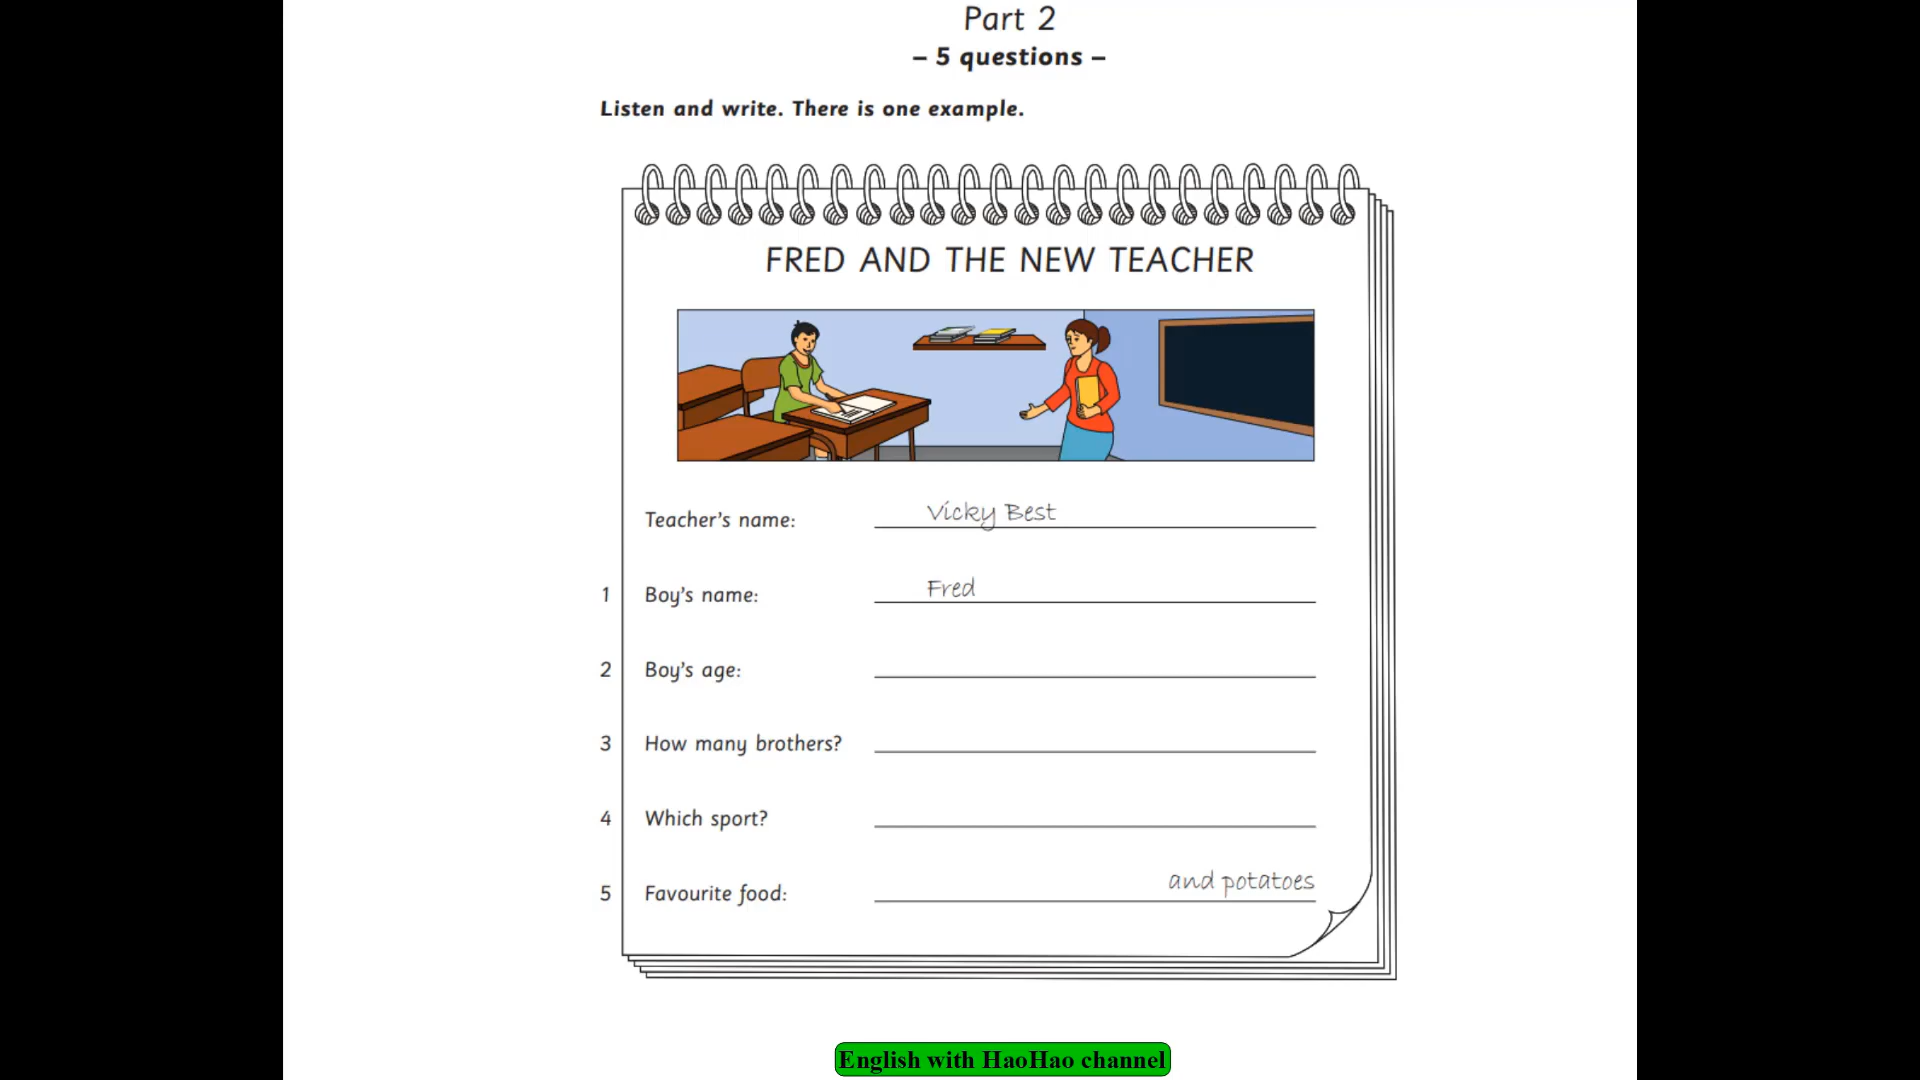 Part 2
– 5 questions –
Listen and write. There is one example.
FRED AND THE NEW TEACHER
Teacher's name: Vicky Best
1 Boy's name: Fred
2 Boy's age:
3 How many brothers?
4 Which sport?
5 Favourite food: and potatoes
English with HaoHao channel